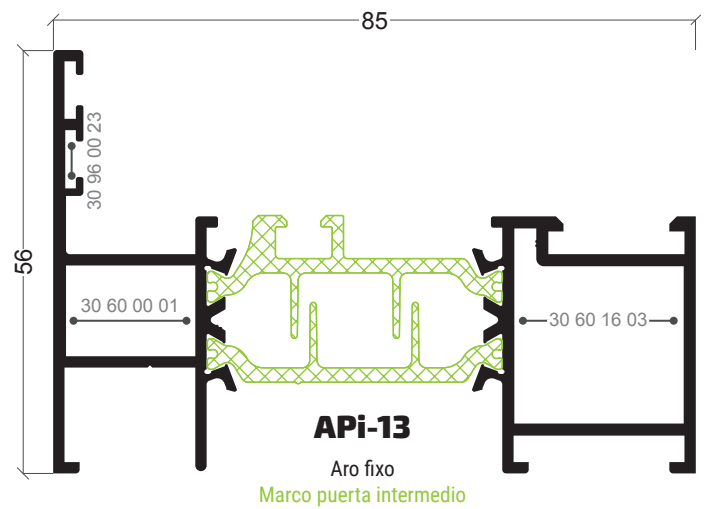 85
30 96 00 23
56
30 60 00 01
30 60 16 03
APi-13
Aro fixo
Marco puerta intermedio